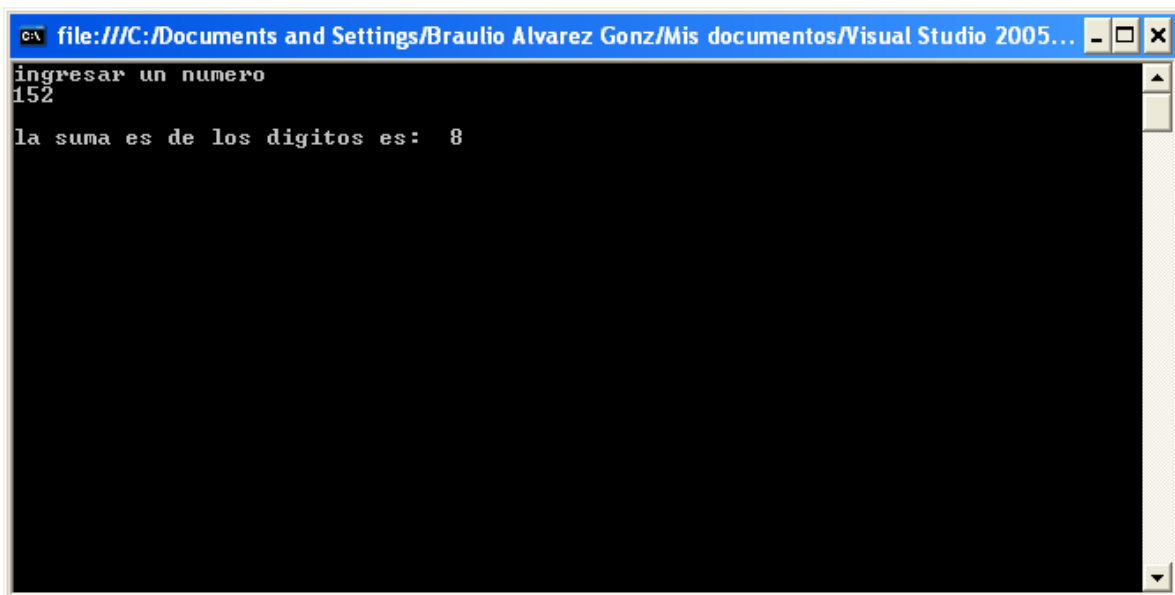 file:///C:/Documents and Settings/Braulio Alvarez Gonz/Mis documentos/Visual Studio 2005...
ingresar un numero
152
la suma es de los digitos es:  8